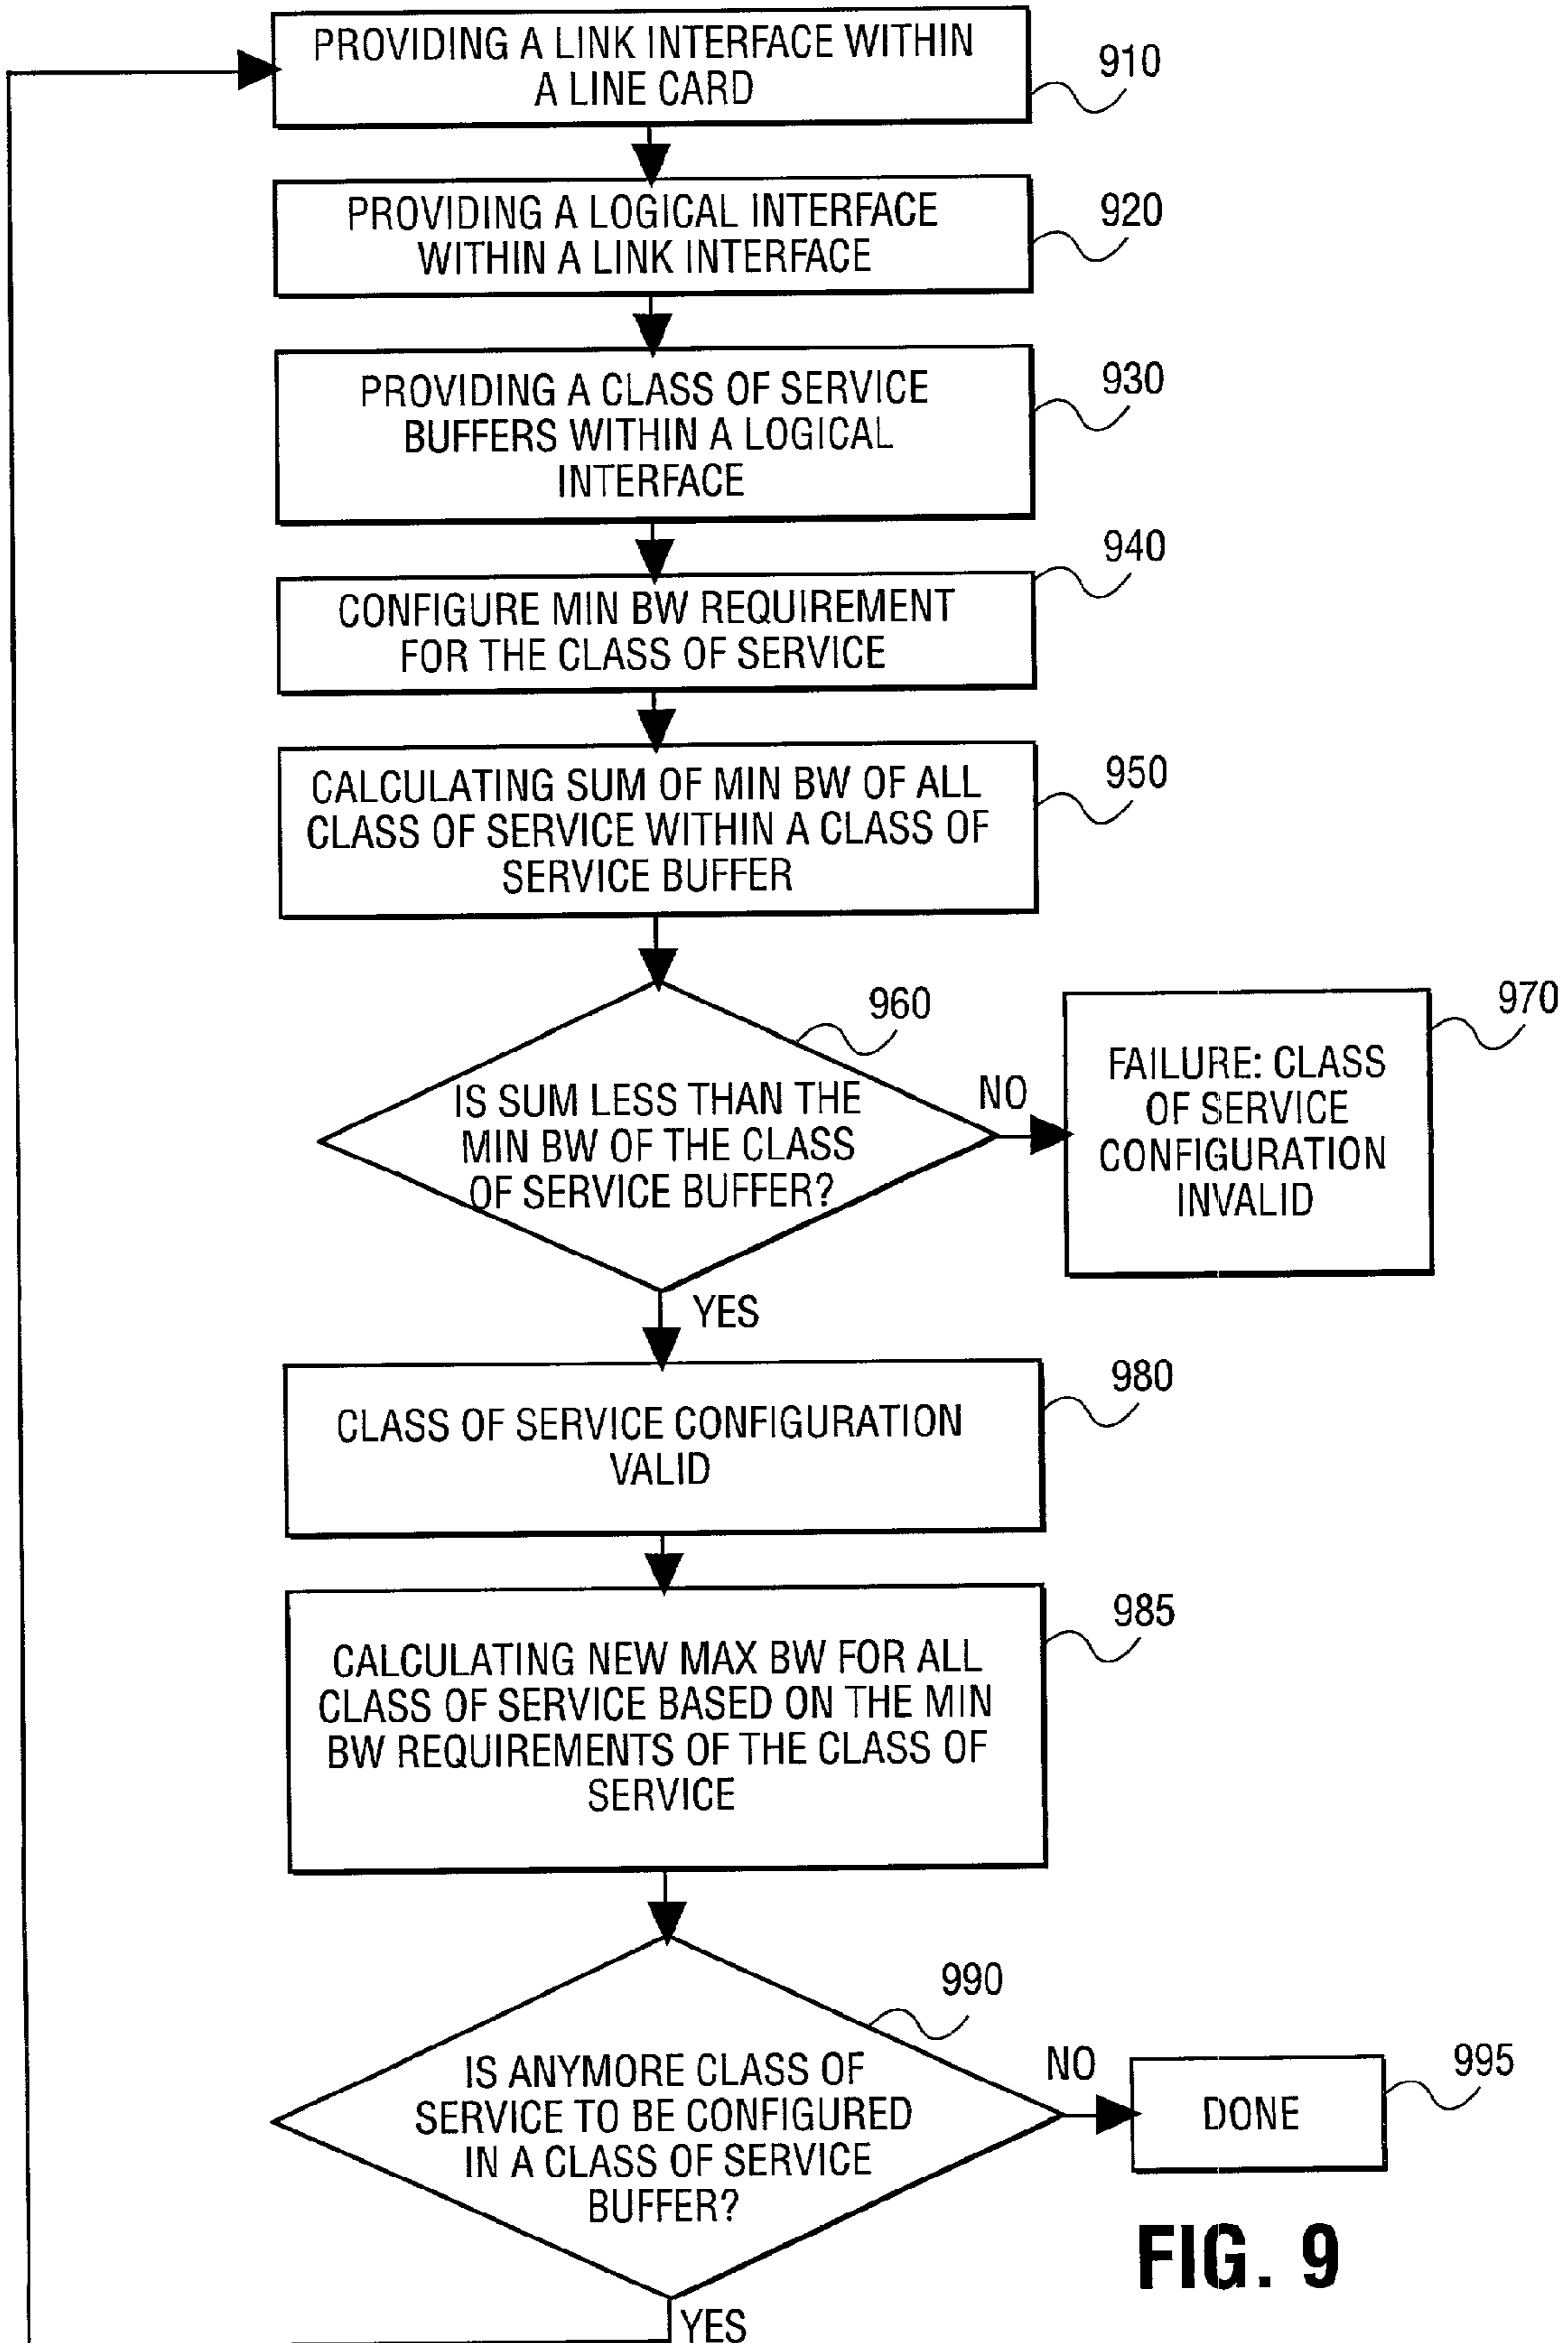 PROVIDING A LINK INTERFACE WITHIN
A LINE CARD
910
PROVIDING A LOGICAL INTERFACE
WITHIN A LINK INTERFACE
920
PROVIDING A CLASS OF SERVICE
BUFFERS WITHIN A LOGICAL
INTERFACE
930
CONFIGURE MIN BW REQUIREMENT
FOR THE CLASS OF SERVICE
940
CALCULATING SUM OF MIN BW OF ALL
CLASS OF SERVICE WITHIN A CLASS OF
SERVICE BUFFER
950
IS SUM LESS THAN THE
MIN BW OF THE CLASS
OF SERVICE BUFFER?
960
NO
FAILURE: CLASS
OF SERVICE
CONFIGURATION
INVALID
970
YES
CLASS OF SERVICE CONFIGURATION
VALID
980
CALCULATING NEW MAX BW FOR ALL
CLASS OF SERVICE BASED ON THE MIN
BW REQUIREMENTS OF THE CLASS OF
SERVICE
985
IS ANYMORE CLASS OF
SERVICE TO BE CONFIGURED
IN A CLASS OF SERVICE
BUFFER?
990
NO
DONE
995
YES
FIG. 9